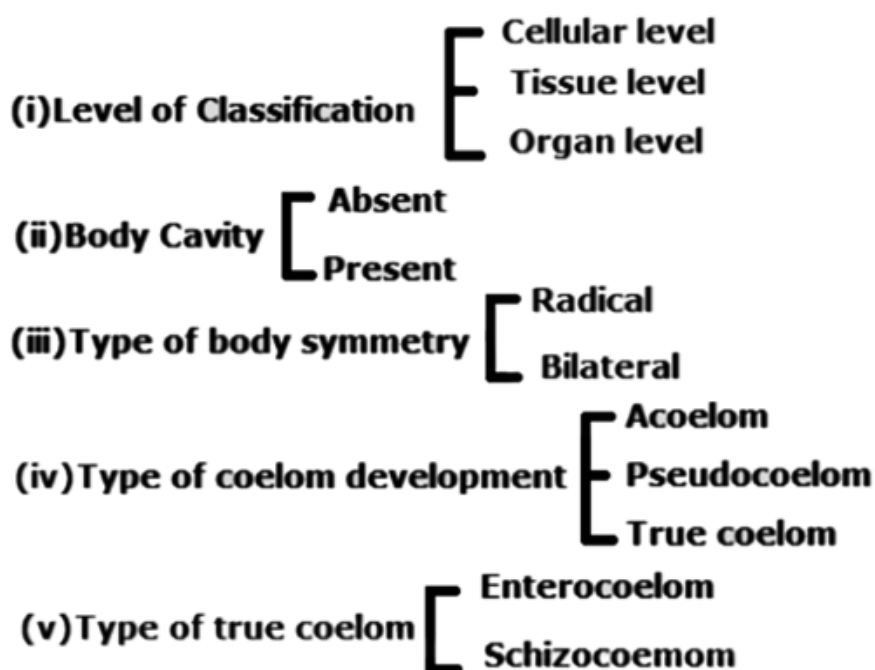 Cellular level
Tissue level
(i)Level of Classification
Organ level
Absent
(ii)Body Cavity
Present
Radical
(iii)Type of body symmetry
Bilateral
Acoelom
(iv)Type of coelom development
Pseudocoelom
True coelom
Enterocoelom
(v)Type of true coelom
Schizocoemom